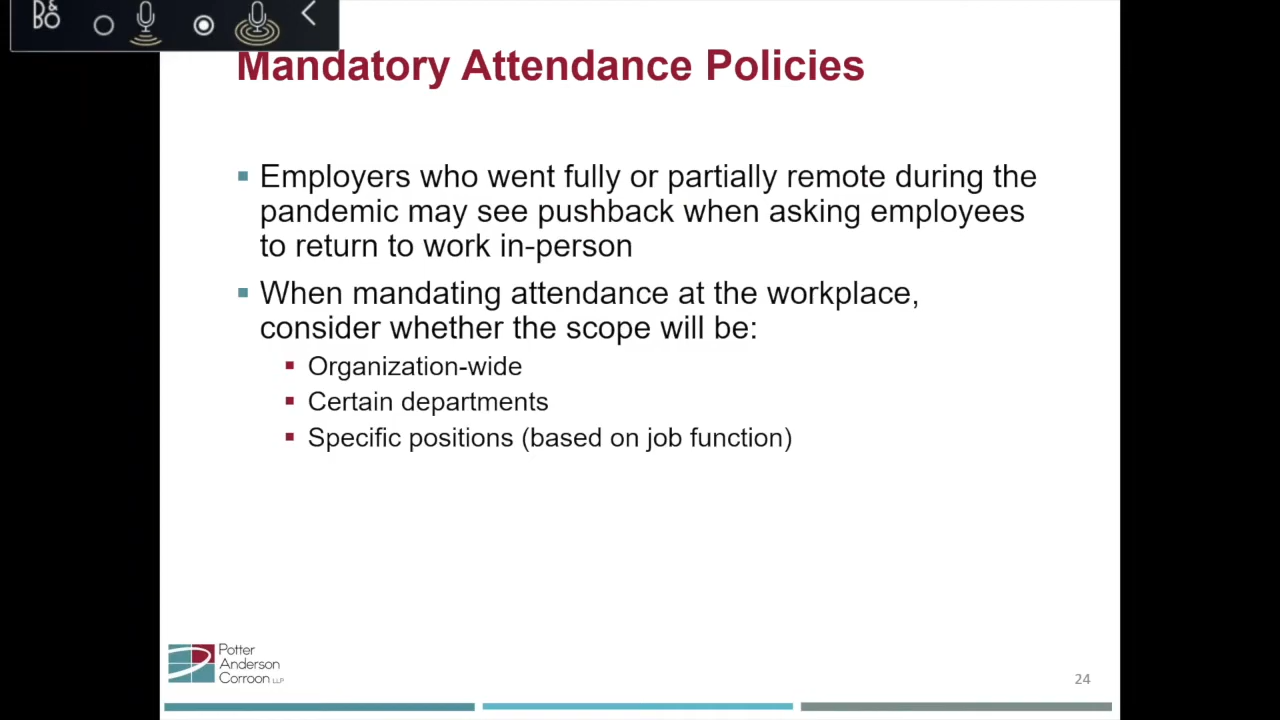 B&O
Mandatory Attendance Policies
Employers who went fully or partially remote during the
pandemic may see pushback when asking employees
to return to work in-person
When mandating attendance at the workplace,
consider whether the scope will be:
Organization-wide
Certain departments
Specific positions (based on job function)
Potter
Anderson
Corroon LLP
24